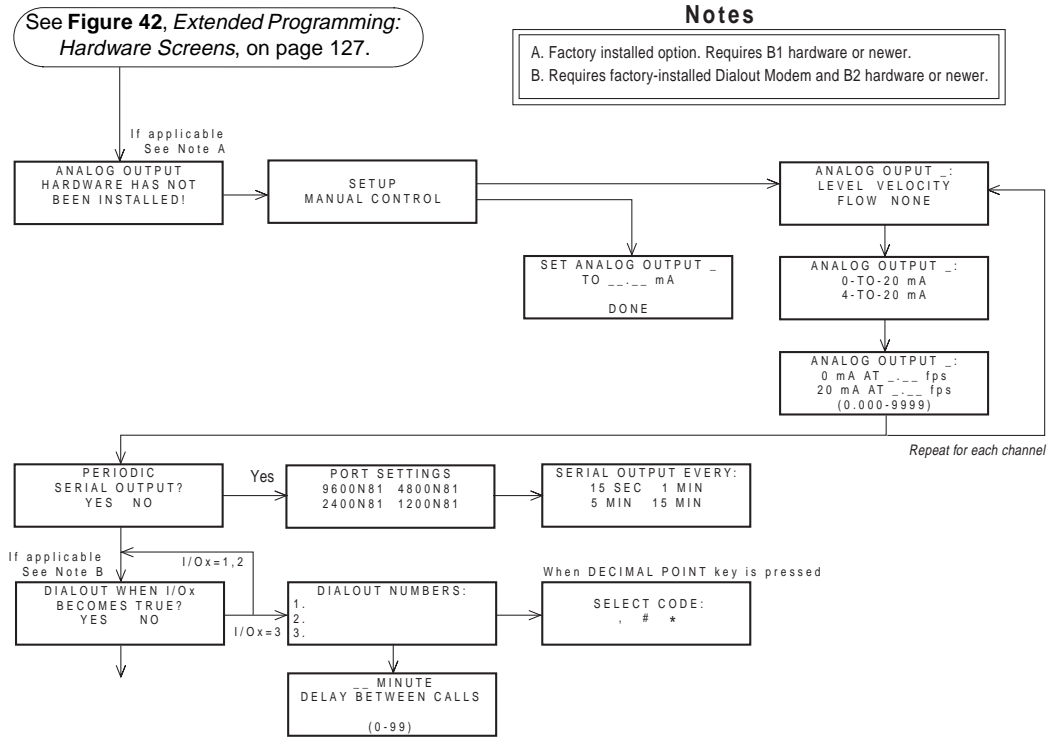 See Figure 42, Extended Programming:
Hardware Screens, on page 127.
Notes
A. Factory installed option. Requires B1 hardware or newer.
B. Requires factory-installed Dialout Modem and B2 hardware or newer.
If applicable
See Note A
ANALOG OUTPUT
HARDWARE HAS NOT
BEEN INSTALLED!
SETUP
MANUAL CONTROL
ANALOG OUPUT _:
LEVEL VELOCITY
FLOW NONE
SET ANALOG OUTPUT _
TO __.__ mA
DONE
ANALOG OUTPUT _:
0-TO-20 mA
4-TO-20 mA
ANALOG OUTPUT _:
0 mA AT _.__ fps
20 mA AT _.__ fps
(0.000-9999)
Repeat for each channel
PERIODIC
SERIAL OUTPUT?
YES NO
Yes
PORT SETTINGS
9600N81 4800N81
2400N81 1200N81
SERIAL OUTPUT EVERY:
15 SEC 1 MIN
5 MIN 15 MIN
If applicable
See Note B
I/Ox=1,2
DIALOUT WHEN I/Ox
BECOMES TRUE?
YES NO
I/Ox=3
DIALOUT NUMBERS:
1.
2.
3.
When DECIMAL POINT key is pressed
SELECT CODE:
, # *
__ MINUTE
DELAY BETWEEN CALLS
(0-99)